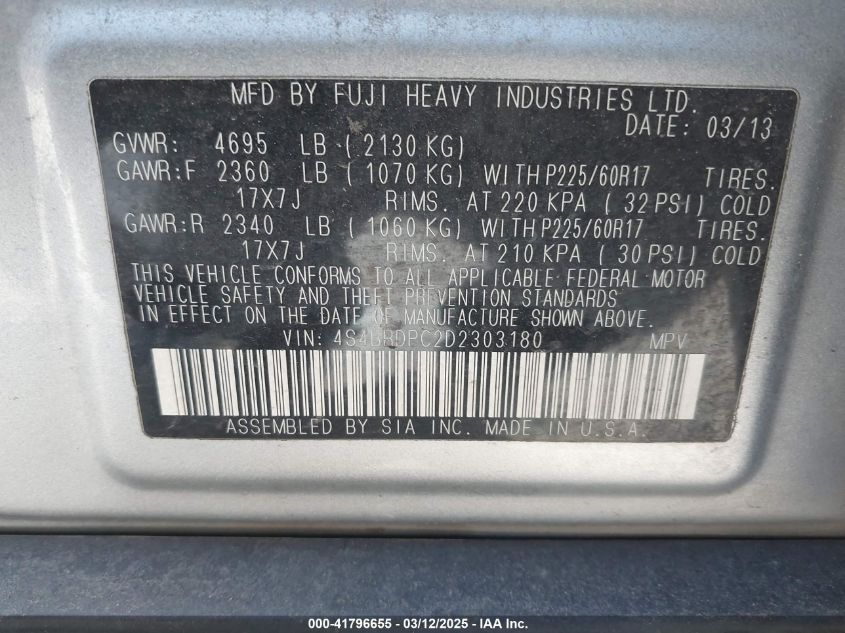 MFD BY FUJI HEAVY INDUSTRIES LTD.
DATE: 03/13
GVWR: 4695 LB (2130 KG)
GAWR:F 2360 LB (1070 KG) WITH P225/60R17 TIRES.
17X7J RIMS. AT 220 KPA (32 PSI) COLD
GAWR:R 2340 LB (1060 KG) WITH P225/60R17 TIRES.
17X7J RIMS. AT 210 KPA (30 PSI) COLD
THIS VEHICLE CONFORMS TO ALL APPLICABLE FEDERAL MOTOR
VEHICLE SAFETY AND THEFT PREVENTION STANDARDS
IN EFFECT ON THE DATE OF MANUFACTURE SHOWN ABOVE.
VIN: 4S4BRDPC2D2303180 MPV
ASSEMBLED BY SIA INC. MADE IN U.S.A.
000-41796655 - 03/12/2025 - IAA Inc.